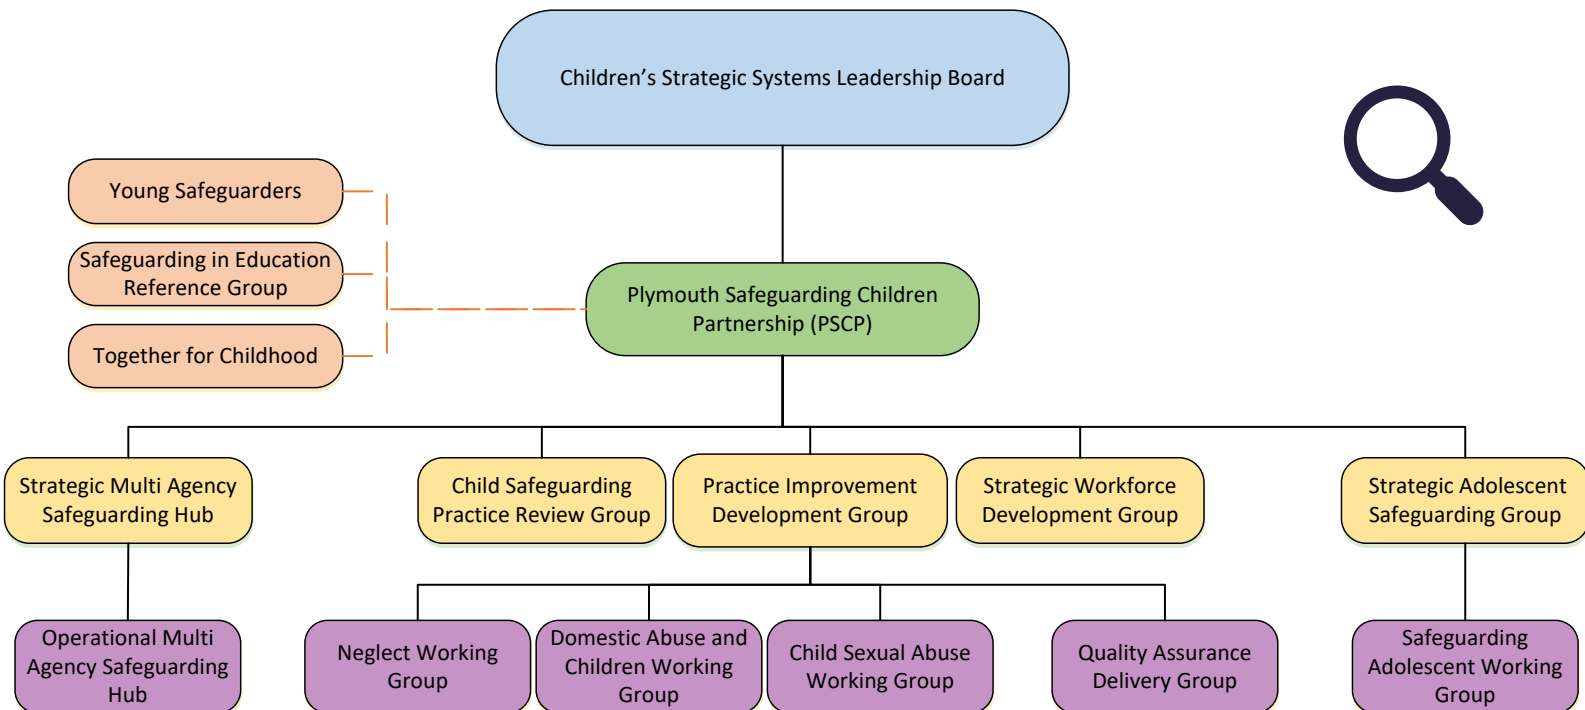 Children’s Strategic Systems Leadership Board
Young Safeguarders
Safeguarding in Education
Reference Group
Together for Childhood
Plymouth Safeguarding Children
Partnership (PSCP)
Strategic Multi Agency
Safeguarding Hub
Child Safeguarding
Practice Review Group
Practice Improvement
Development Group
Strategic Workforce
Development Group
Strategic Adolescent
Safeguarding Group
Operational Multi
Agency Safeguarding
Hub
Neglect Working
Group
Domestic Abuse and
Children Working
Group
Child Sexual Abuse
Working Group
Quality Assurance
Delivery Group
Safeguarding
Adolescent Working
Group